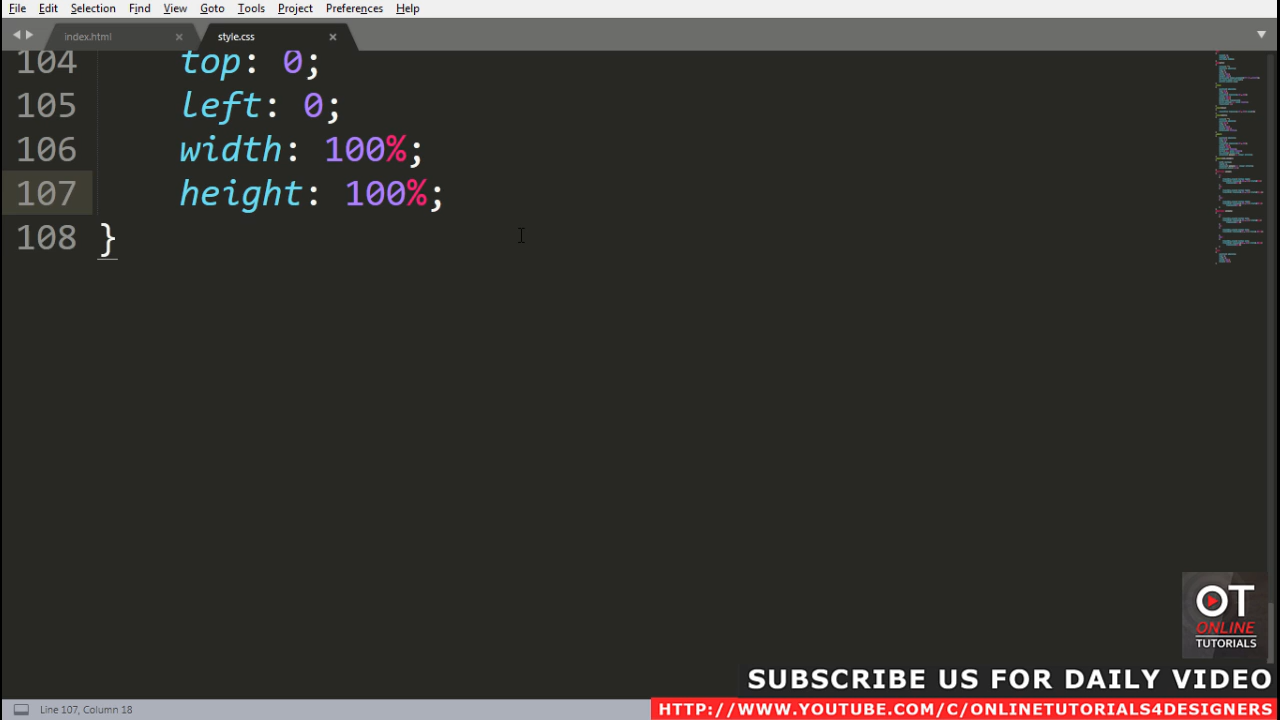 File Edit Selection Find View Goto Tools Project Preferences Help
index.html style.css
104 top: 0;
105 left: 0;
106 width: 100%;
107 height: 100%;
108 }
OT
ONLINE
TUTORIALS
SUBSCRIBE US FOR DAILY VIDEO
Line 107, Column 18
HTTP://WWW.YOUTUBE.COM/C/ONLINETUTORIALS4DESIGNERS